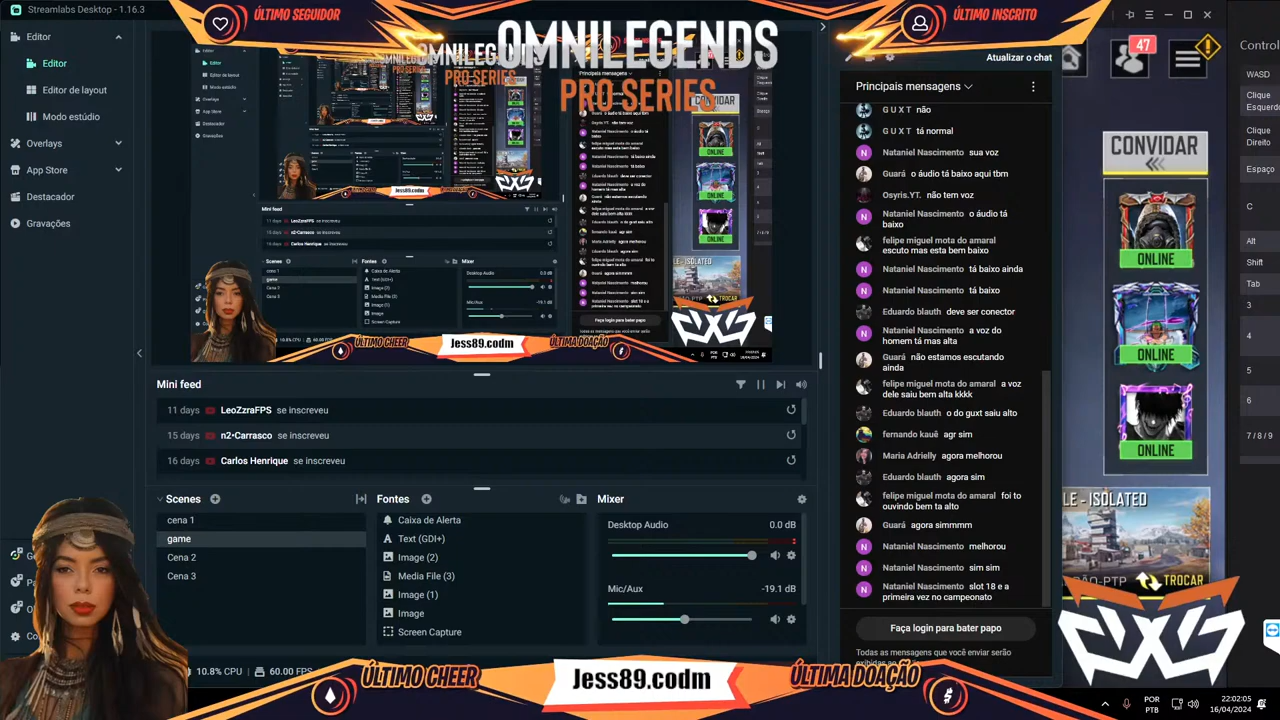 Streamlabs Desktop - 1.16.3
ÚLTIMO SEGUIDOR
OMNILEGENDS
PRO SERIES
ÚLTIMO INSCRITO
Editor
Editor
Editor de layout
Modo estúdio
Overlays
App Store
Destacador
Gravações
Mini feed
11 days LeoZzraFPS se inscreveu
15 days n2•Carrasco se inscreveu
16 days Carlos Henrique se inscreveu
Scenes
cena 1
game
Cena 2
Cena 3
Fontes
Caixa de Alerta
Text (GDI+)
Image (2)
Media File (3)
Image (1)
Image
Screen Capture
Mixer
Desktop Audio 0.0 dB
Mic/Aux -19.1 dB
10.8% CPU 60.00 FPS
Atualizar o chat
Principais mensagens
G U X T não
G U X T tá normal
Nataniel Nascimento sua voz
Guará o áudio tá baixo tbm
Osyris.YT. não tem voz
Nataniel Nascimento o áudio tá
baixo
felipe miguel mota do amaral
escuto mas esta bem baixo
Nataniel Nascimento tá baixo ainda
Nataniel Nascimento tá baixo
Eduardo blauth deve ser conector
Nataniel Nascimento a voz do
homem tá mas alta
Guará não estamos escutando
ainda
felipe miguel mota do amaral a voz
dele saiu bem alta kkkk
Eduardo blauth o do guxt saiu alto
fernando kauê agr sim
Maria Adrielly agora melhorou
Eduardo blauth agora sim
felipe miguel mota do amaral foi to
ouvindo bem ta alto
Guará agora simmmm
Nataniel Nascimento melhorou
Nataniel Nascimento sim sim
Nataniel Nascimento slot 18 e a
primeira vez no campeonato
Faça login para bater papo
Todas as mensagens que você enviar serão
47
CONVIDAR
ONLINE
ONLINE
ONLINE
LE - ISOLATED
ÃO-PTP TROCAR
Control
WASD
Clique
Esquer
Clique
Direito
Espaço
C
Alt
Shift
Tab
3
4
5
6
7 / 8 / 9
ÚLTIMO CHEER
Jess89.codm
ÚLTIMA DOAÇÃO
POR
PTB
22:02:05
16/04/2024